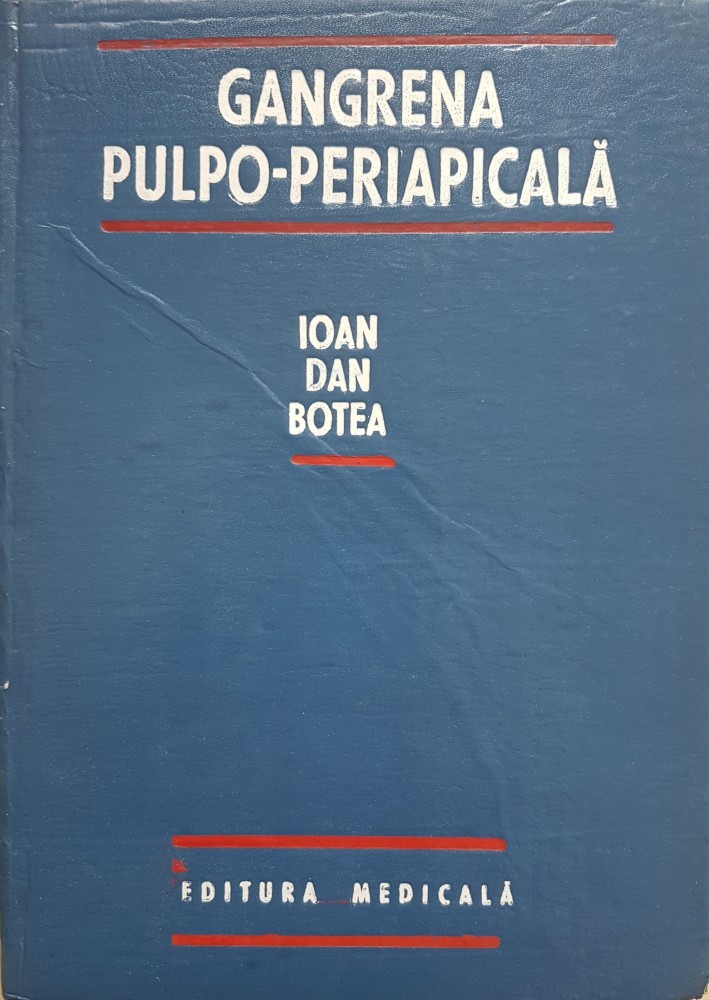 GANGRENA
PULPO-PERIAPICALĂ
IOAN
DAN
BOTEA
EDITURA MEDICALĂ